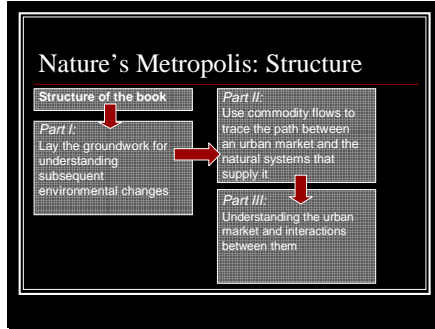 Nature's Metropolis: Structure
Structure of the book
Part I:
Lay the groundwork for
understanding
subsequent
environmental changes
Part II:
Use commodity flows to
trace the path between
an urban market and the
natural systems that
supply it
Part III:
Understanding the urban
market and interactions
between them